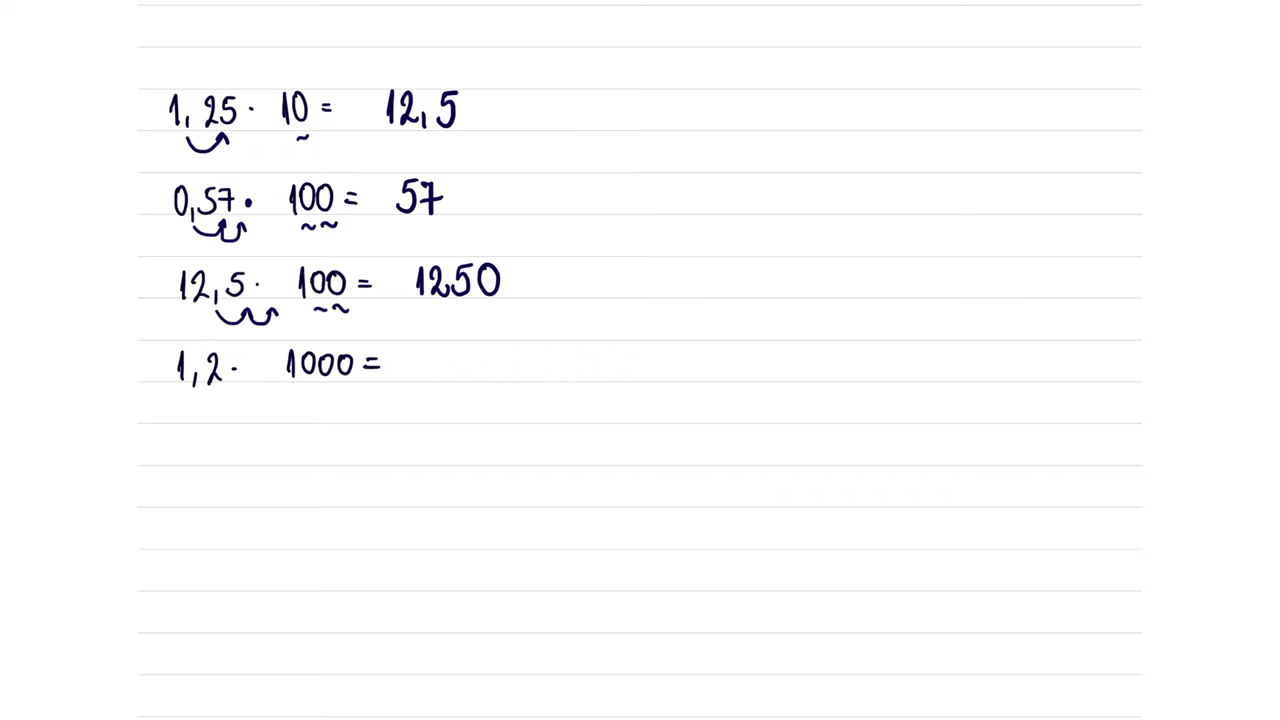 1,25 · 10 = 12,5
0,57 · 100 = 57
12,5 · 100 = 1250
1,2 · 1000 =